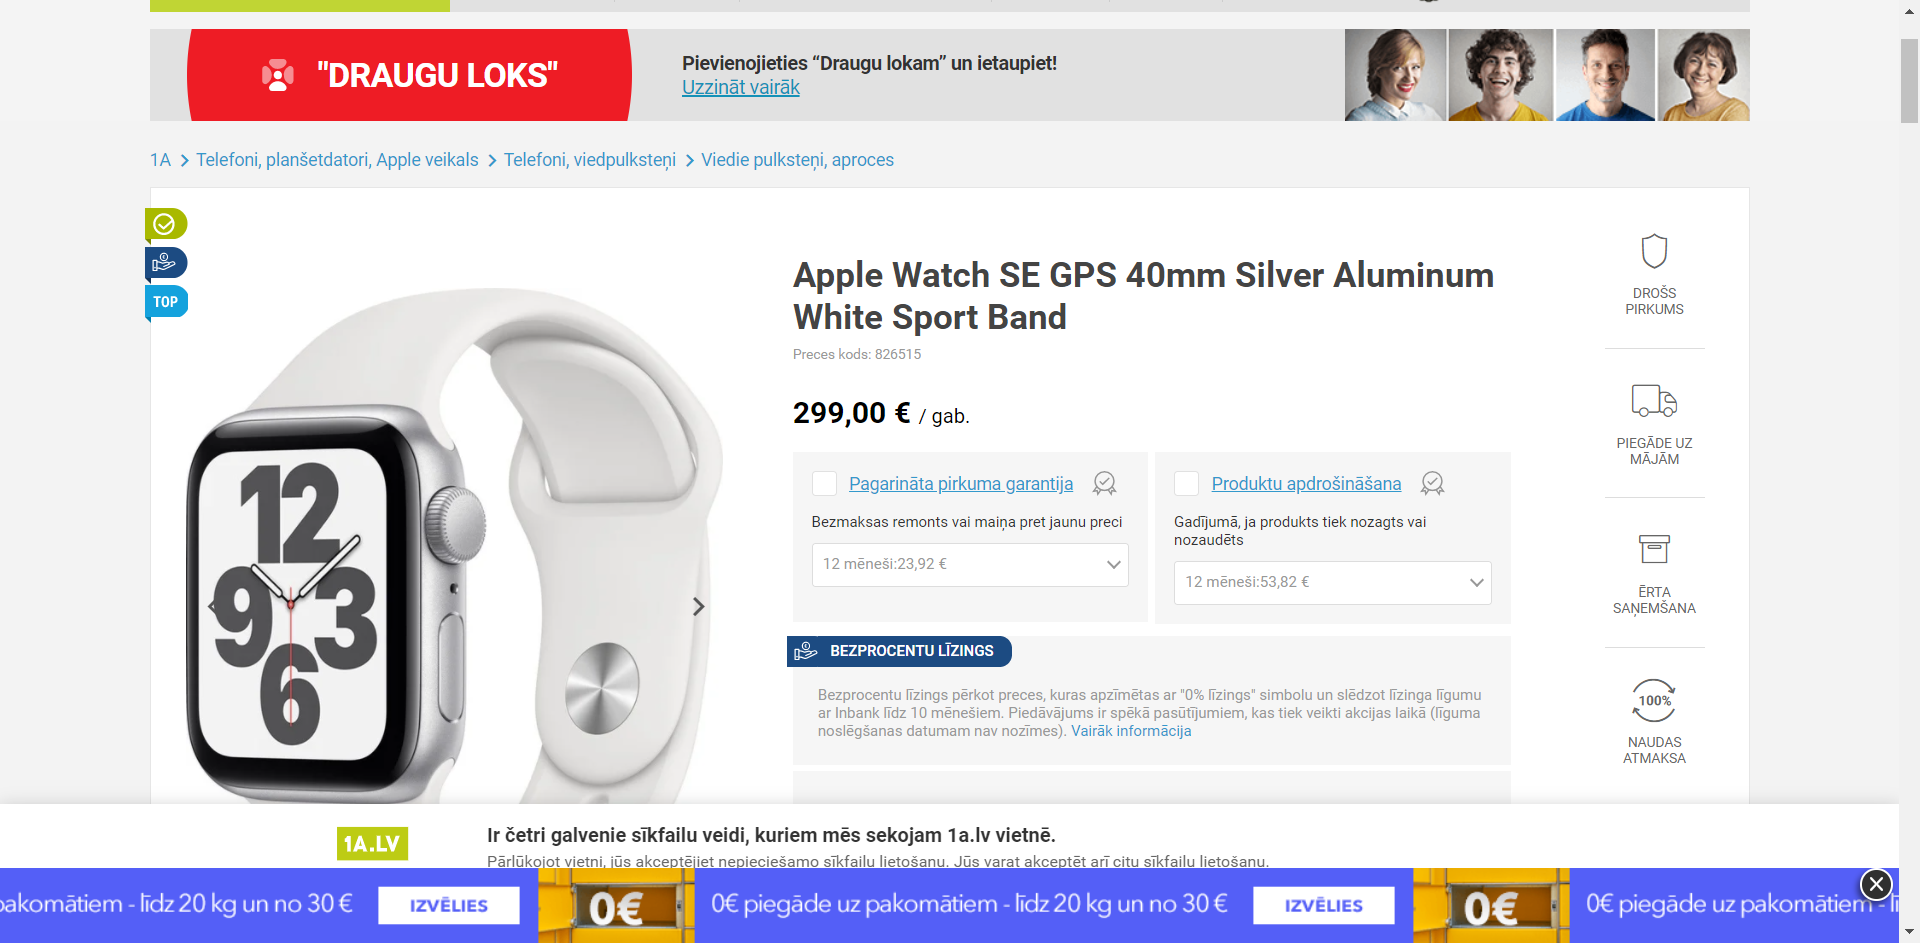 "DRAUGU LOKS"
Pievienojieties “Draugu lokam” un ietaupiet!
Uzzināt vairāk
1A > Telefoni, planšetdatori, Apple veikals > Telefoni, viedpulksteņi > Viedie pulksteņi, aproces
TOP
12
9 3
6
Apple Watch SE GPS 40mm Silver Aluminum
White Sport Band
Preces kods: 826515
299,00 € / gab.
Pagarināta pirkuma garantija
Bezmaksas remonts vai maiņa pret jaunu preci
12 mēneši:23,92 €
Produktu apdrošināšana
Gadījumā, ja produkts tiek nozagts vai
nozaudēts
12 mēneši:53,82 €
BEZPROCENTU LĪZINGS
Bezprocentu līzings pērkot preces, kuras apzīmētas ar "0% līzings" simbolu un slēdzot līzinga līgumu
ar Inbank līdz 10 mēnešiem. Piedāvājums ir spēkā pasūtījumiem, kas tiek veikti akcijas laikā (līguma
noslēgšanas datumam nav nozīmes). Vairāk informācija
DROŠS
PIRKUMS
PIEGĀDE UZ
MĀJĀM
ĒRTA
SAŅEMŠANA
100%
NAUDAS
ATMAKSA
1A.LV
Ir četri galvenie sīkfailu veidi, kuriem mēs sekojam 1a.lv vietnē.
Pārlūkojot vietni, jūs akceptējiet nepieciešamo sīkfailu lietošanu. Jūs varat akceptēt arī citu sīkfailu lietošanu.
pakomātiem - līdz 20 kg un no 30 € IZVĒLIES 0€ 0€ piegāde uz pakomātiem - līdz 20 kg un no 30 € IZVĒLIES 0€ 0€ piegāde uz pakomātiem - lī